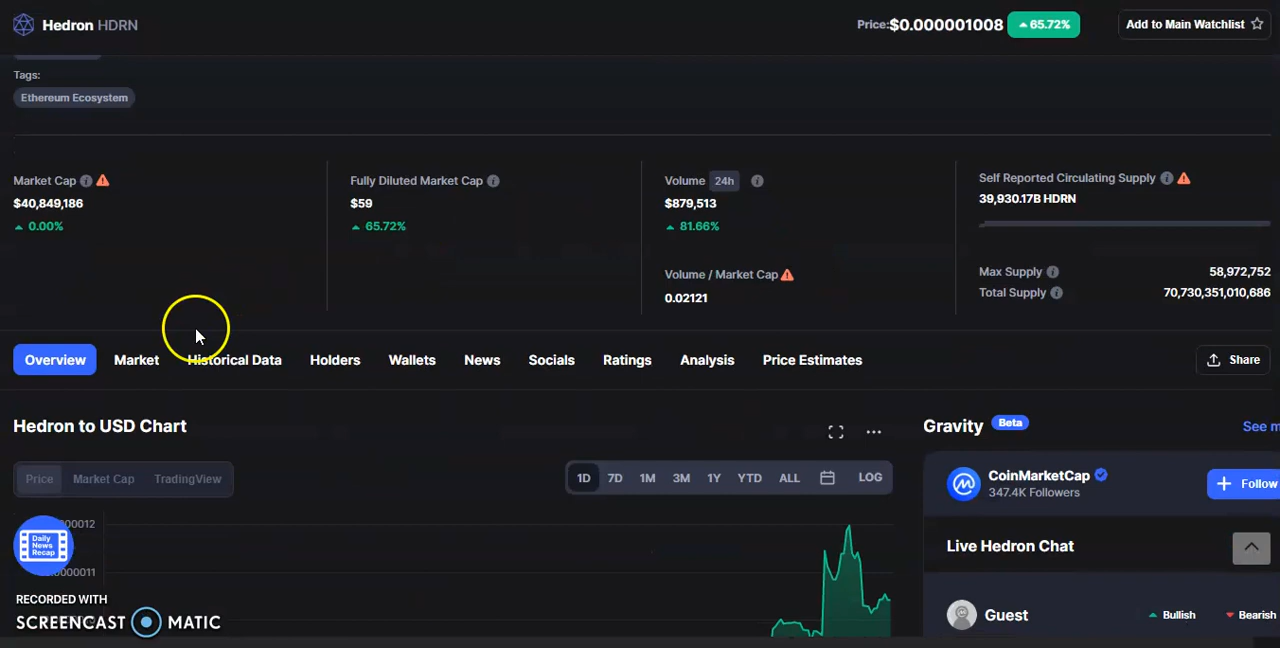 Hedron HDRN
Price:$0.000001008 65.72%
Add to Main Watchlist
Tags:
Ethereum Ecosystem
Market Cap
$40,849,186
0.00%
Fully Diluted Market Cap
$59
65.72%
Volume 24h
$879,513
81.66%
Volume / Market Cap
0.02121
Self Reported Circulating Supply
39,930.17B HDRN
Max Supply 58,972,752
Total Supply 70,730,351,010,686
Overview Market Historical Data Holders Wallets News Socials Ratings Analysis Price Estimates
Share
Hedron to USD Chart
Price Market Cap TradingView
1D 7D 1M 3M 1Y YTD ALL LOG
000012
0000011
Daily
News
Recap
RECORDED WITH
SCREENCAST MATIC
Gravity Beta
See m
CoinMarketCap
347.4K Followers
+ Follow
Live Hedron Chat
Guest
Bullish Bearish